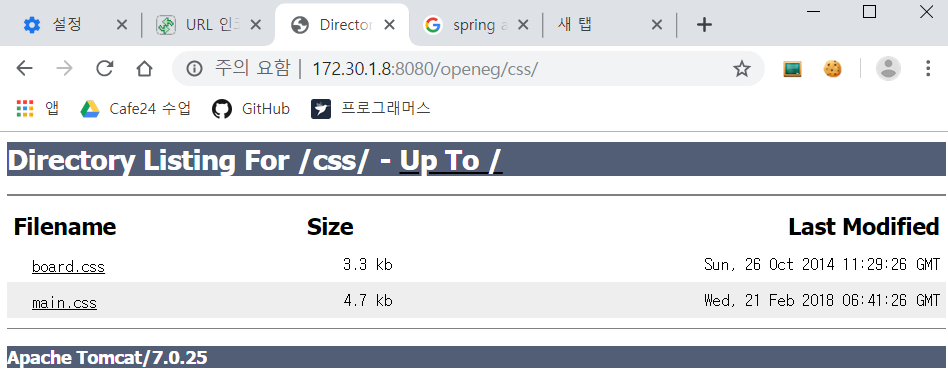 설정 URL 인코 Director spring a 새 탭
주의 요함 | 172.30.1.8:8080/openeg/css/
앱 Cafe24 수업 GitHub 프로그래머스
Directory Listing For /css/ - Up To /
Filename Size Last Modified
board.css 3.3 kb Sun, 26 Oct 2014 11:29:26 GMT
main.css 4.7 kb Wed, 21 Feb 2018 06:41:26 GMT
Apache Tomcat/7.0.25